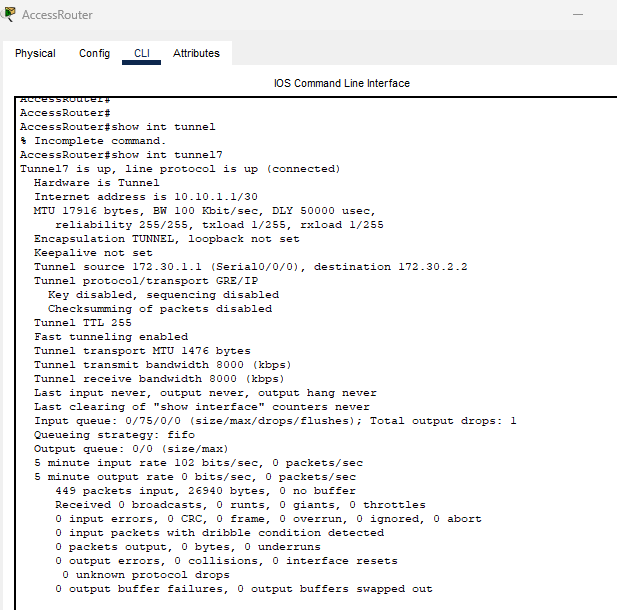 AccessRouter
Physical Config CLI Attributes
IOS Command Line Interface
AccessRouter#
AccessRouter#
AccessRouter#show int tunnel
% Incomplete command.
AccessRouter#show int tunnel7
Tunnel7 is up, line protocol is up (connected)
Hardware is Tunnel
Internet address is 10.10.1.1/30
MTU 17916 bytes, BW 100 Kbit/sec, DLY 50000 usec,
reliability 255/255, txload 1/255, rxload 1/255
Encapsulation TUNNEL, loopback not set
Keepalive not set
Tunnel source 172.30.1.1 (Serial0/0/0), destination 172.30.2.2
Tunnel protocol/transport GRE/IP
Key disabled, sequencing disabled
Checksumming of packets disabled
Tunnel TTL 255
Fast tunneling enabled
Tunnel transport MTU 1476 bytes
Tunnel transmit bandwidth 8000 (kbps)
Tunnel receive bandwidth 8000 (kbps)
Last input never, output never, output hang never
Last clearing of "show interface" counters never
Input queue: 0/75/0/0 (size/max/drops/flushes); Total output drops: 1
Queueing strategy: fifo
Output queue: 0/0 (size/max)
5 minute input rate 102 bits/sec, 0 packets/sec
5 minute output rate 0 bits/sec, 0 packets/sec
449 packets input, 26940 bytes, 0 no buffer
Received 0 broadcasts, 0 runts, 0 giants, 0 throttles
0 input errors, 0 CRC, 0 frame, 0 overrun, 0 ignored, 0 abort
0 input packets with dribble condition detected
0 packets output, 0 bytes, 0 underruns
0 output errors, 0 collisions, 0 interface resets
0 unknown protocol drops
0 output buffer failures, 0 output buffers swapped out